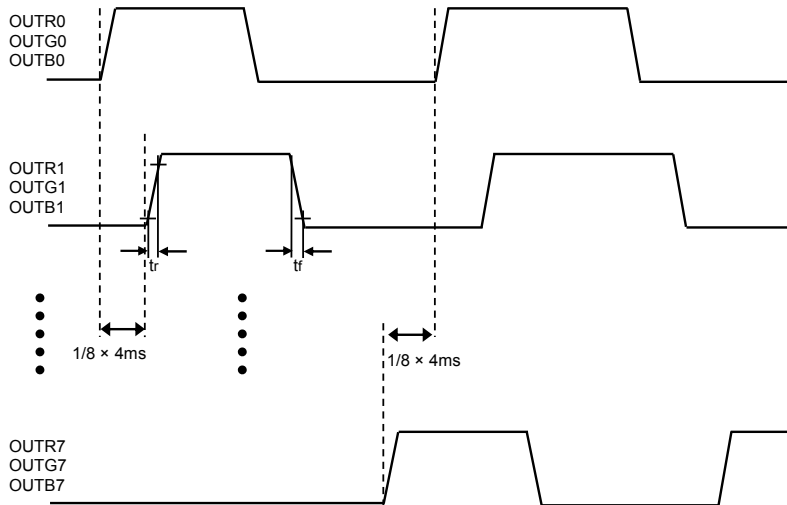 OUTR0
OUTG0
OUTB0
OUTR1
OUTG1
OUTB1
tr
tf
1/8 × 4ms
1/8 × 4ms
OUTR7
OUTG7
OUTB7